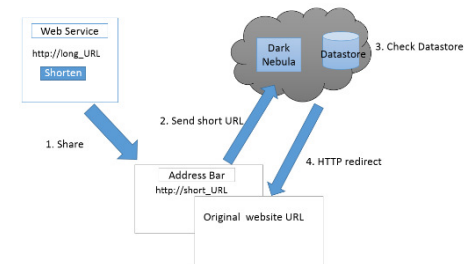 Web Service
http://long_URL
Shorten
1. Share
2. Send short URL
Dark
Nebula
Datastore
3. Check Datastore
4. HTTP redirect
Address Bar
http://short_URL
Original website URL